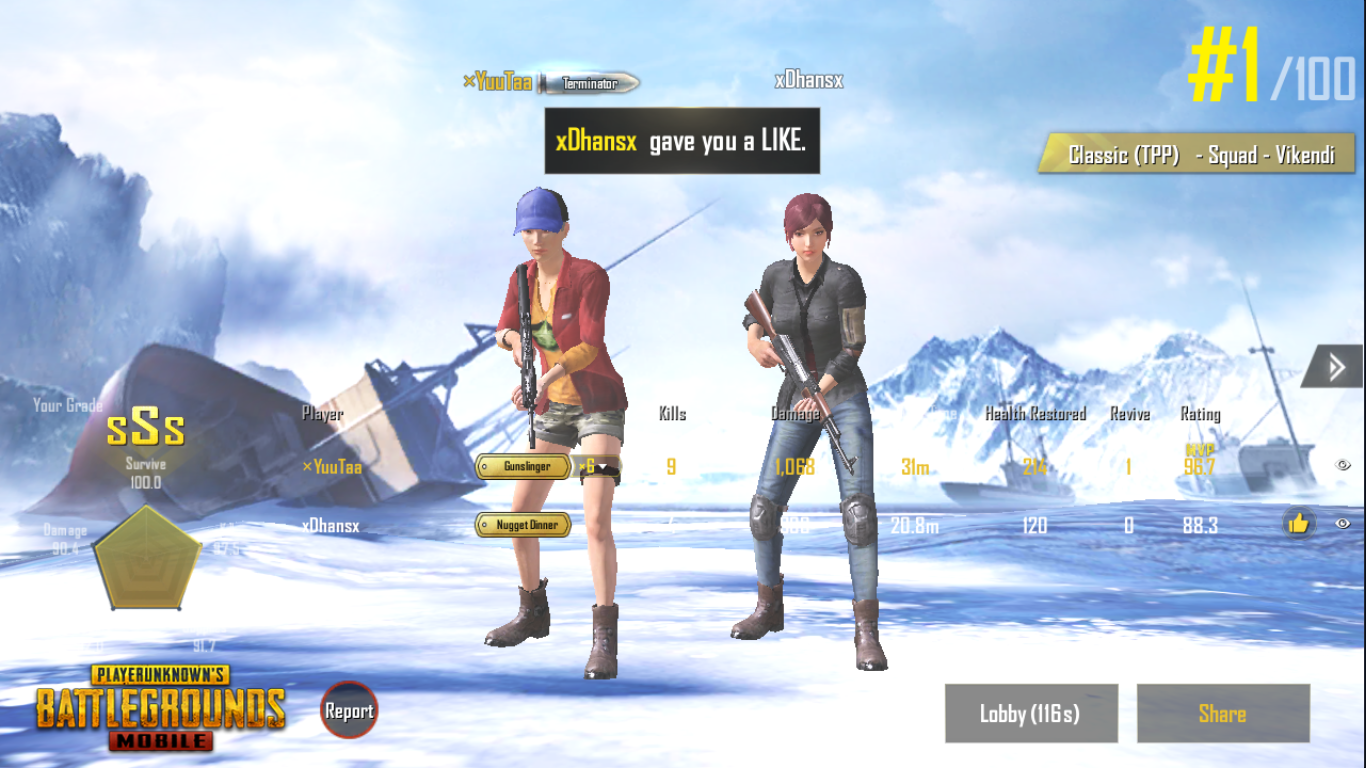 #1/100
×YuuTaa Terminator
xDhansx
xDhansx gave you a LIKE.
Classic (TPP) - Squad - Vikendi
Your Grade
sSs
Survive
100.0
Damage
90.4
91.7
Player Kills Damage Health Restored Revive Rating
MVP
×YuuTaa Gunslinger ×6 9 1,068 31m 214 1 96.7
xDhansx Nugget Dinner 20.8m 120 0 88.3
PLAYERUNKNOWN'S
BATTLEGROUNDS
MOBILE
Report
Lobby (116s)
Share